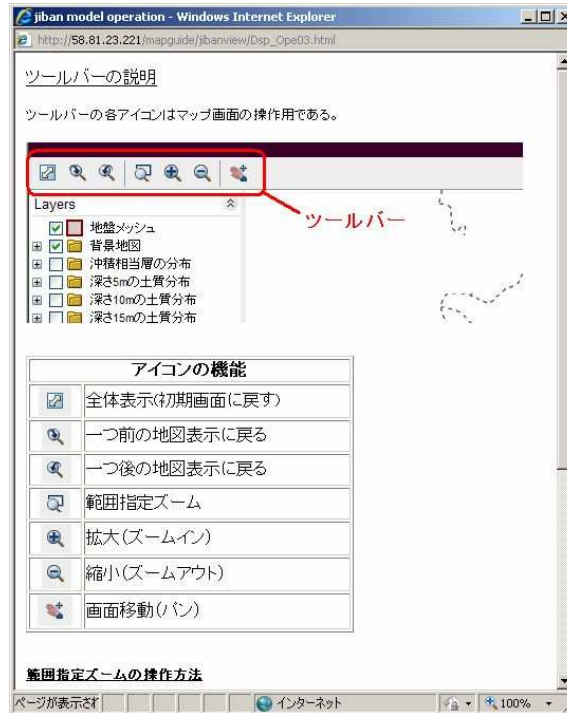 jiban model operation - Windows Internet Explorer
http://58.81.23.221/mapguide/jibanview/Dsp_Ope03.html
ツールバーの説明
ツールバーの各アイコンはマップ画面の操作用である。
Layers
ツールバー
地盤メッシュ
背景地図
沖積相当層の分布
深さ5mの土質分布
深さ10mの土質分布
深さ15mの土質分布
アイコンの機能
全体表示(初期画面に戻す)
一つ前の地図表示に戻る
一つ後の地図表示に戻る
範囲指定ズーム
拡大(ズームイン)
縮小(ズームアウト)
画面移動(パン)
範囲指定ズームの操作方法
ページが表示され
インターネット
100%